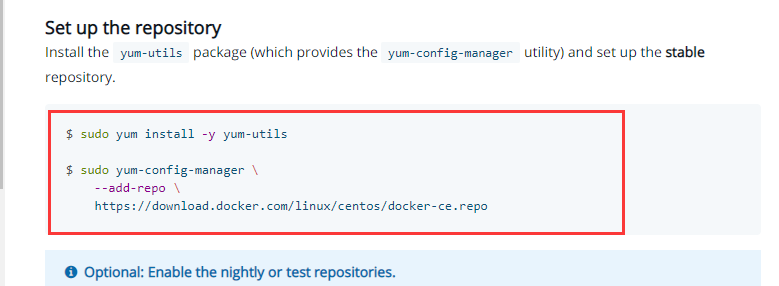 Set up the repository
Install the yum-utils package (which provides the yum-config-manager utility) and set up the stable
repository.
$ sudo yum install -y yum-utils
$ sudo yum-config-manager \
--add-repo \
https://download.docker.com/linux/centos/docker-ce.repo
Optional: Enable the nightly or test repositories.